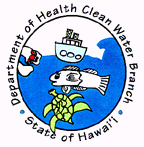 Department of Health Clean Water Branch
State of Hawai'i